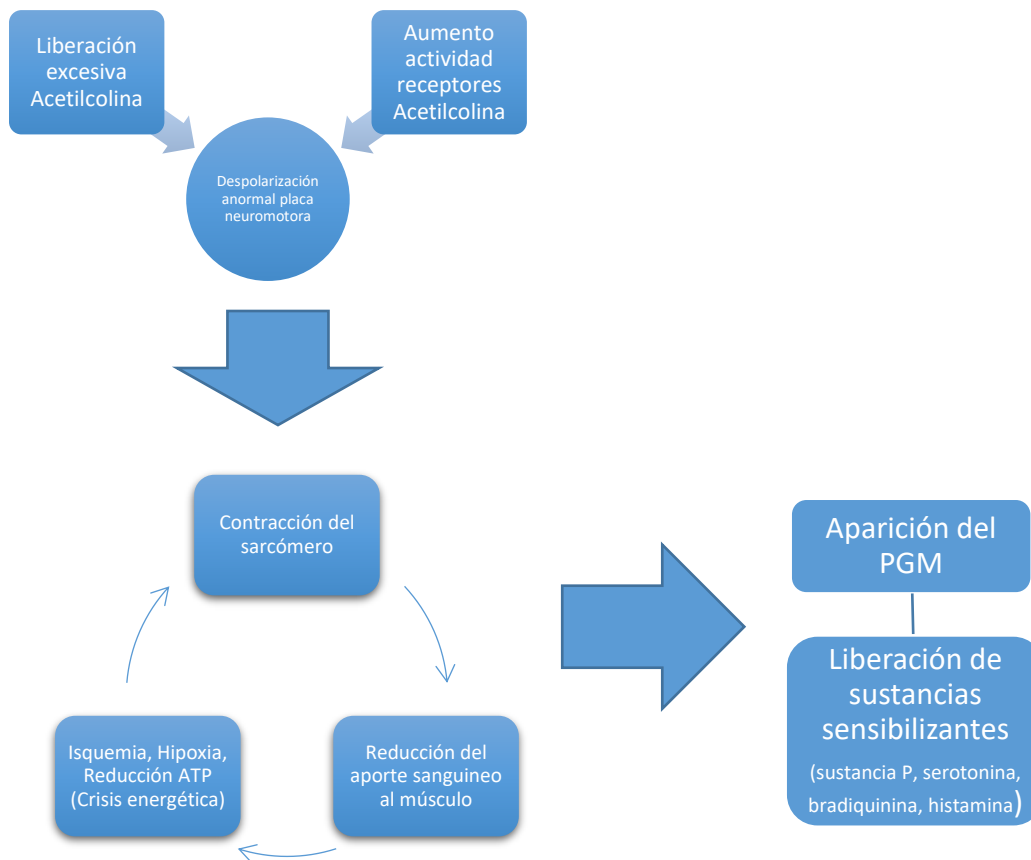 Liberación
excesiva
Acetilcolina
Aumento
actividad
receptores
Acetilcolina
Despolarización
anormal placa
neuromotora
Contracción del
sarcómero
Reducción del
aporte sanguineo
al músculo
Isquemia, Hipoxia,
Reducción ATP
(Crisis energética)
Aparición del
PGM
Liberación de
sustancias
sensibilizantes
(sustancia P, serotonina,
bradiquinina, histamina)